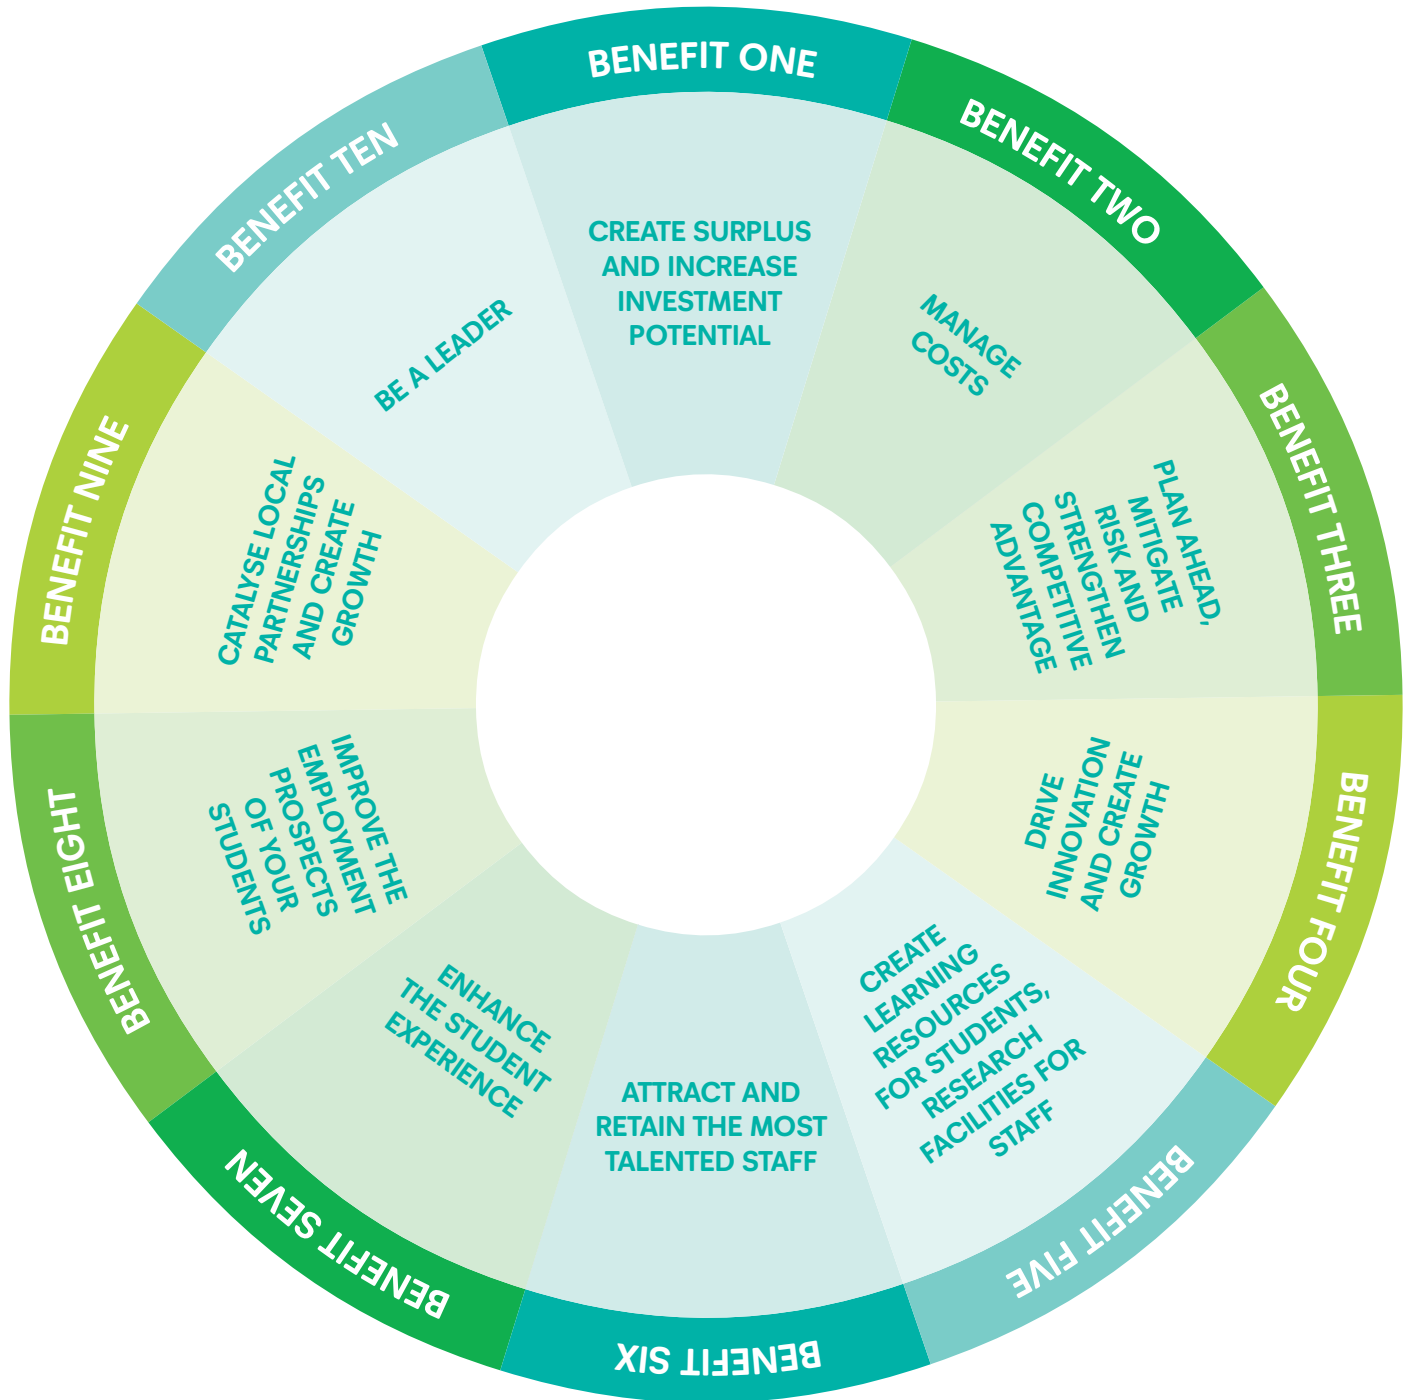 BENEFIT ONE
CREATE SURPLUS
AND INCREASE
INVESTMENT
POTENTIAL
BENEFIT TWO
MANAGE
COSTS
BENEFIT THREE
PLAN AHEAD,
MITIGATE
RISK AND
STRENGTHEN
COMPETITIVE
ADVANTAGE
BENEFIT FOUR
DRIVE
INNOVATION
AND CREATE
GROWTH
BENEFIT FIVE
CREATE
LEARNING
RESOURCES
FOR STUDENTS,
RESEARCH
FACILITIES FOR
STAFF
BENEFIT SIX
ATTRACT AND
RETAIN THE MOST
TALENTED STAFF
BENEFIT SEVEN
ENHANCE
THE STUDENT
EXPERIENCE
BENEFIT EIGHT
IMPROVE THE
EMPLOYMENT
PROSPECTS
OF YOUR
STUDENTS
BENEFIT NINE
CATALYSE LOCAL
PARTNERSHIPS
AND CREATE
GROWTH
BENEFIT TEN
BE A LEADER